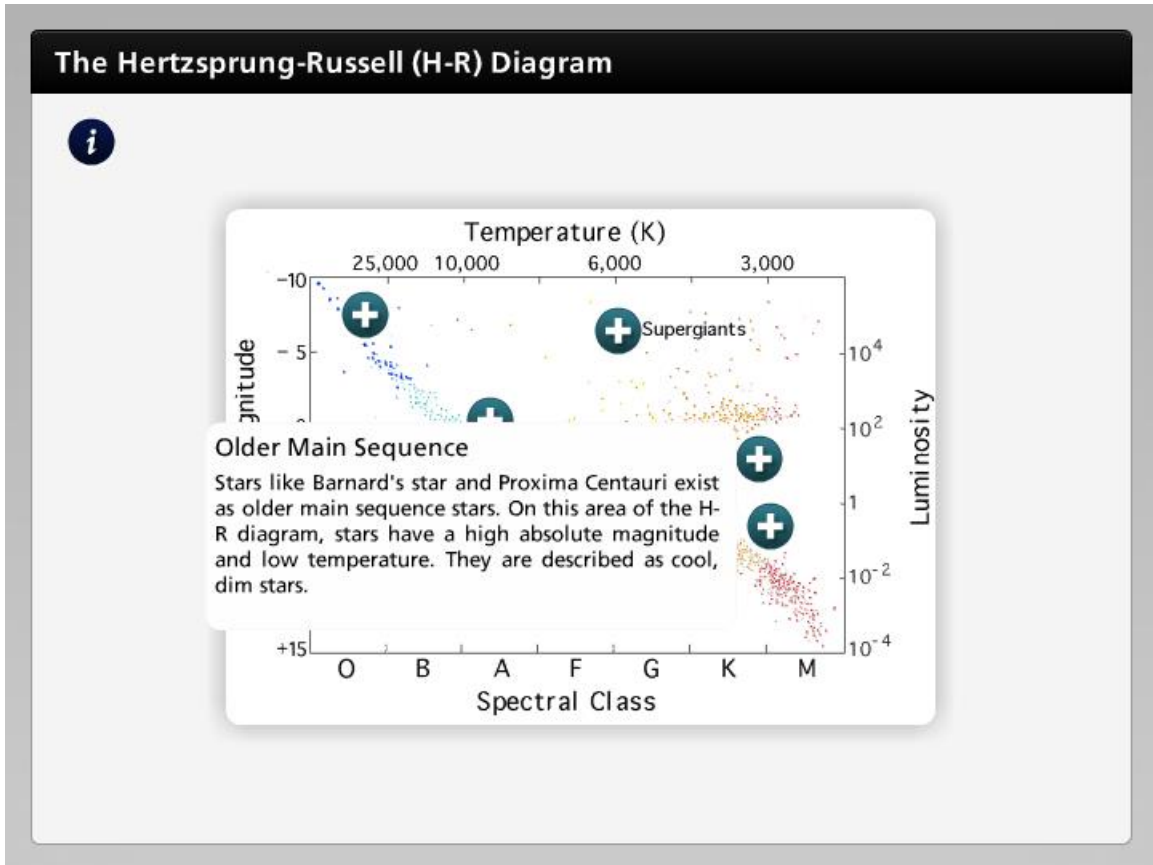 The Hertzsprung-Russell (H-R) Diagram
i
Temperature (K)
25,000 10,000 6,000 3,000
−10
− 5
Supergiants
10⁴
10²
1
10⁻²
10⁻⁴
Luminosity
Older Main Sequence
Stars like Barnard's star and Proxima Centauri exist
as older main sequence stars. On this area of the H-
R diagram, stars have a high absolute magnitude
and low temperature. They are described as cool,
dim stars.
+15
O B A F G K M
Spectral Class